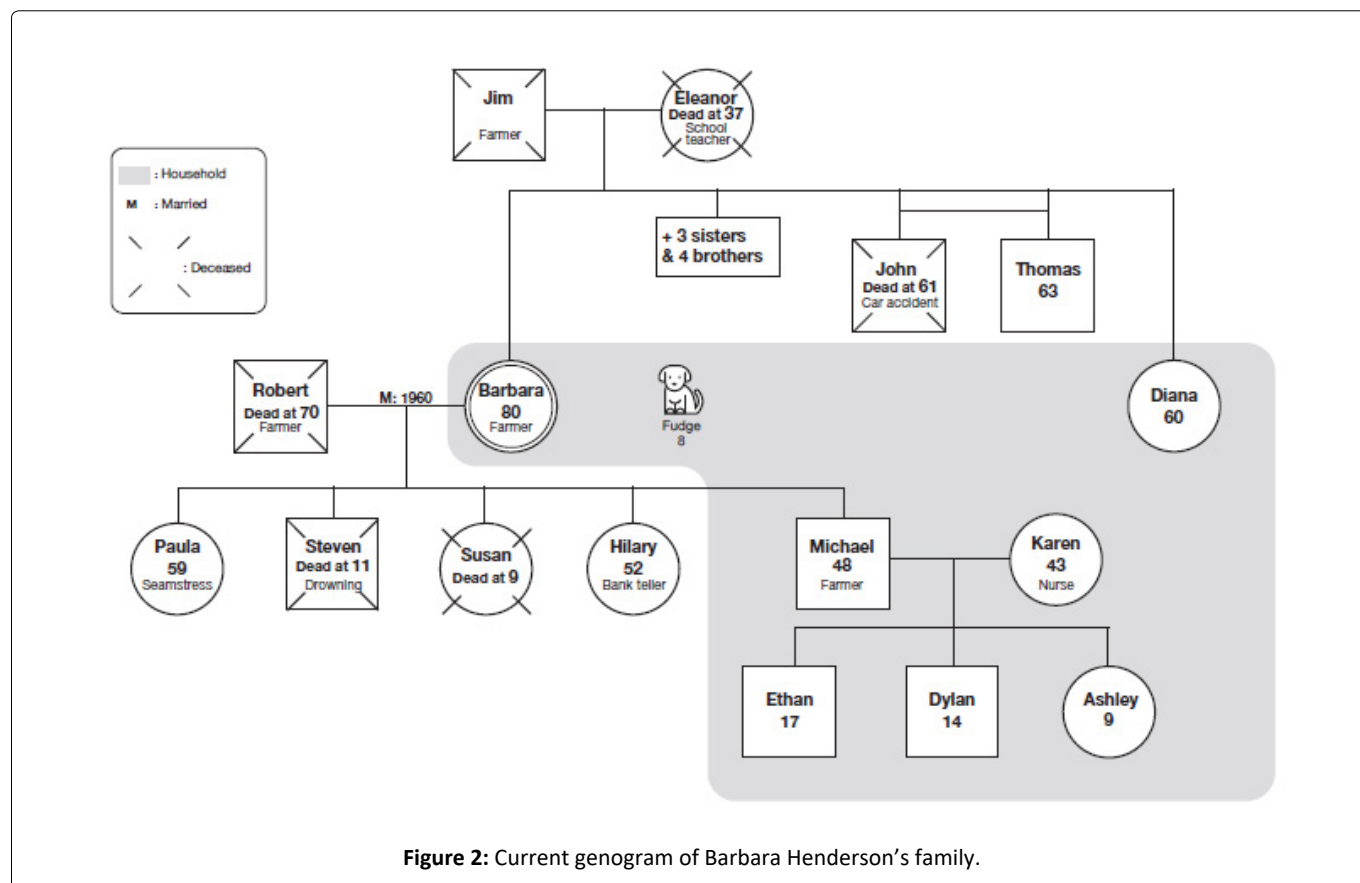 Jim
Farmer
Eleanor
Dead at 37
School
teacher
: Household
M : Married
: Deceased
+ 3 sisters
& 4 brothers
John
Dead at 61
Car accident
Thomas
63
Robert
Dead at 70
Farmer
M: 1960
Barbara
80
Farmer
Fudge
8
Diana
60
Paula
59
Seamstress
Steven
Dead at 11
Drowning
Susan
Dead at 9
Hilary
52
Bank teller
Michael
48
Farmer
Karen
43
Nurse
Ethan
17
Dylan
14
Ashley
9
Figure 2: Current genogram of Barbara Henderson’s family.